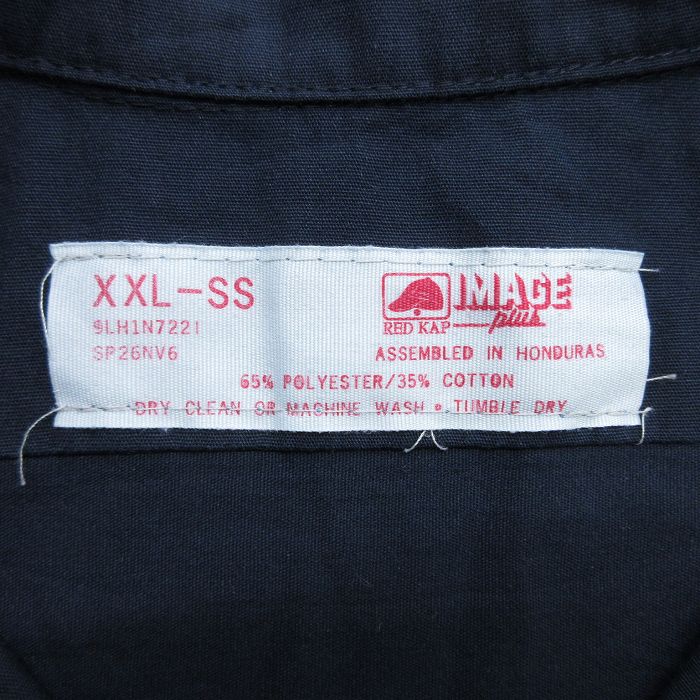 XXL-SS
9LH1N7221
SP26NV6
RED KAP
IMAGE
plus
ASSEMBLED IN HONDURAS
65% POLYESTER/35% COTTON
DRY CLEAN OR MACHINE WASH • TUMBLE DRY